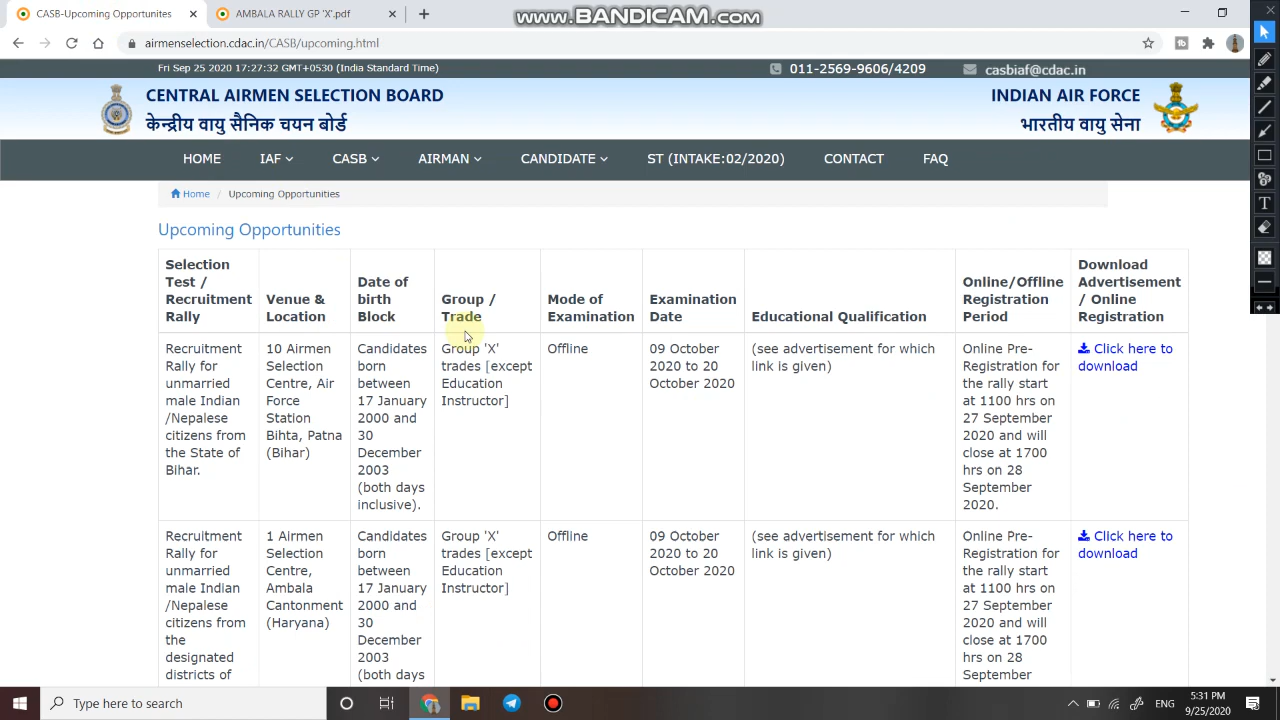 CASB-Upcoming Opportunites
AMBALA RALLY GP 'X'.pdf
www.BANDICAM.com
airmenselection.cdac.in/CASB/upcoming.html
Fri Sep 25 2020 17:27:32 GMT+0530 (India Standard Time)
011-2569-9606/4209
casbiaf@cdac.in
CENTRAL AIRMEN SELECTION BOARD
केन्द्रीय वायु सैनिक चयन बोर्ड
INDIAN AIR FORCE
भारतीय वायु सेना
HOME
IAF
CASB
AIRMAN
CANDIDATE
ST (INTAKE:02/2020)
CONTACT
FAQ
Home / Upcoming Opportunities
Upcoming Opportunities
Selection
Test /
Recruitment
Rally
Venue &
Location
Date of
birth
Block
Group /
Trade
Mode of
Examination
Examination
Date
Educational Qualification
Online/Offline
Registration
Period
Download
Advertisement
/ Online
Registration
Recruitment
Rally for
unmarried
male Indian
/Nepalese
citizens from
the State of
Bihar.
10 Airmen
Selection
Centre, Air
Force
Station
Bihta, Patna
(Bihar)
Candidates
born
between
17 January
2000 and
30
December
2003
(both days
inclusive).
Group 'X'
trades [except
Education
Instructor]
Offline
09 October
2020 to 20
October 2020
(see advertisement for which
link is given)
Online Pre-
Registration for
the rally start
at 1100 hrs on
27 September
2020 and will
close at 1700
hrs on 28
September
2020.
Click here to
download
Recruitment
Rally for
unmarried
male Indian
/Nepalese
citizens from
the
designated
districts of
1 Airmen
Selection
Centre,
Ambala
Cantonment
(Haryana)
Candidates
born
between
17 January
2000 and
30
December
2003
(both days
Group 'X'
trades [except
Education
Instructor]
Offline
09 October
2020 to 20
October 2020
(see advertisement for which
link is given)
Online Pre-
Registration for
the rally start
at 1100 hrs on
27 September
2020 and will
close at 1700
hrs on 28
September
Click here to
download
Type here to search
ENG
5:31 PM
9/25/2020